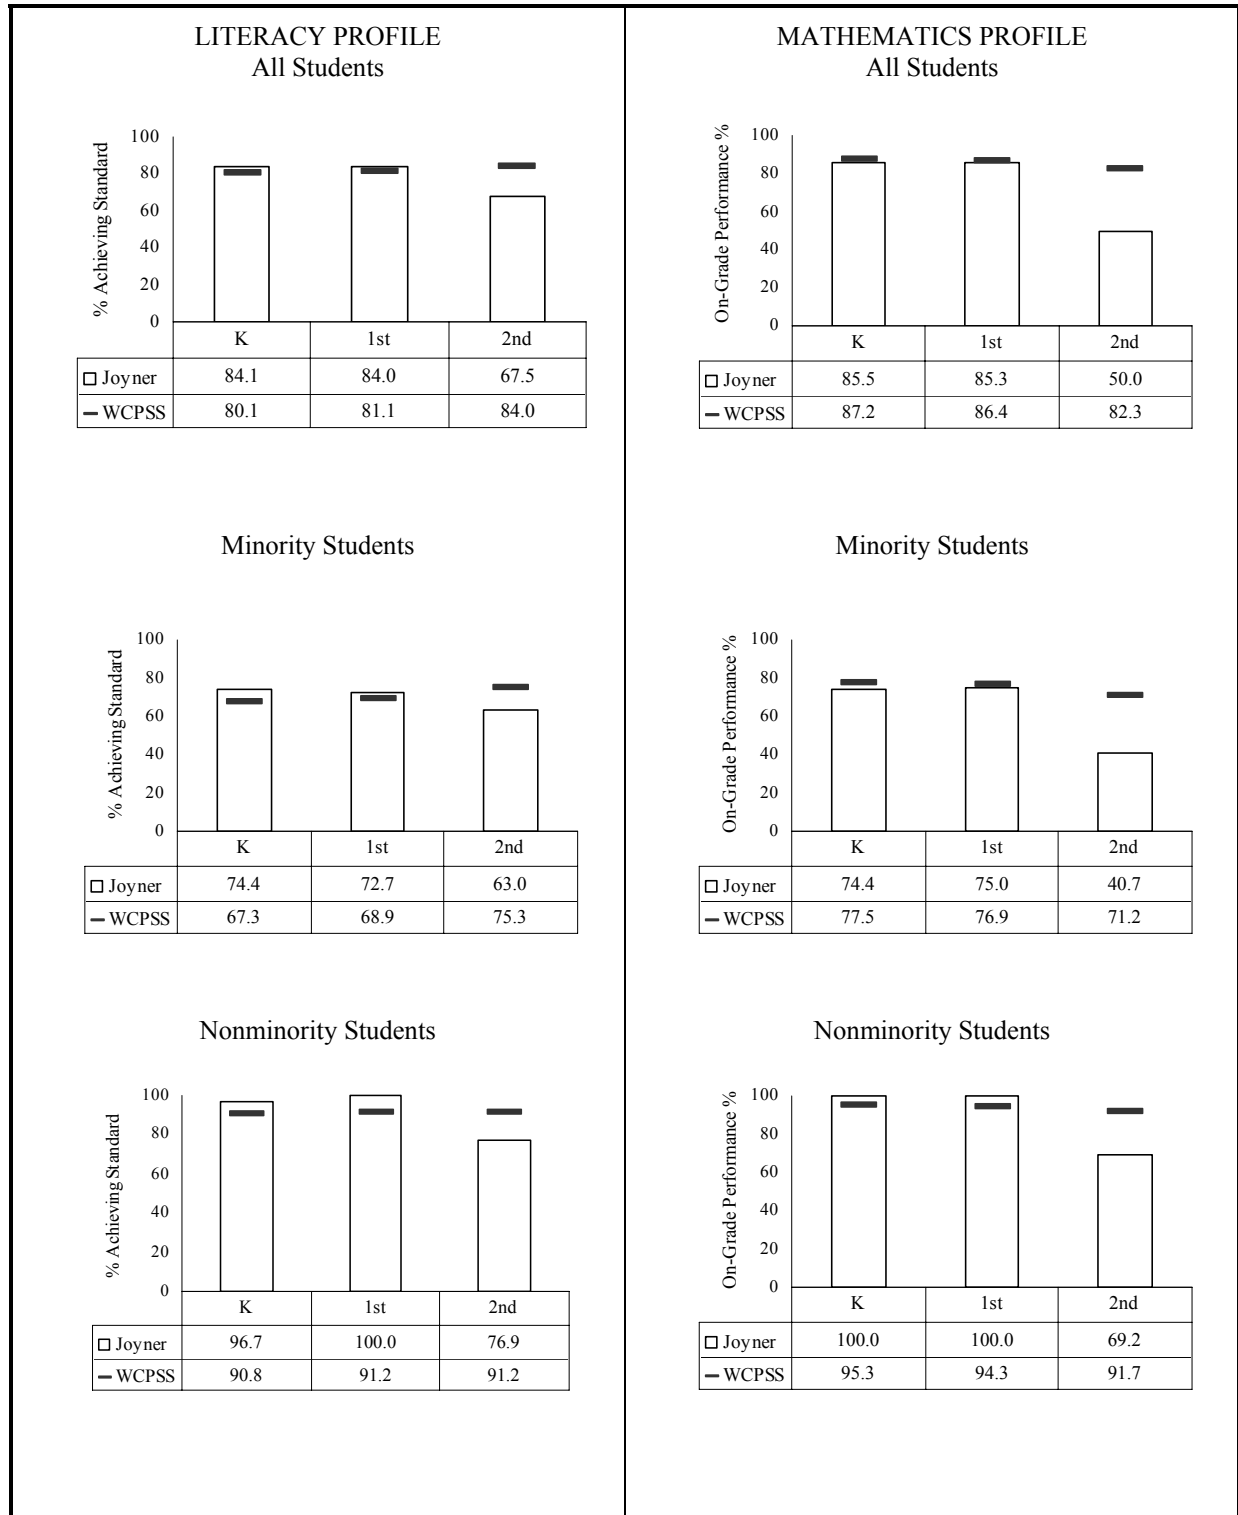 LITERACY PROFILE
All Students
% Achieving Standard
100
80
60
40
20
0
K 1st 2nd
Joyner 84.1 84.0 67.5
WCPSS 80.1 81.1 84.0
Minority Students
% Achieving Standard
100
80
60
40
20
0
K 1st 2nd
Joyner 74.4 72.7 63.0
WCPSS 67.3 68.9 75.3
Nonminority Students
% Achieving Standard
100
80
60
40
20
0
K 1st 2nd
Joyner 96.7 100.0 76.9
WCPSS 90.8 91.2 91.2
MATHEMATICS PROFILE
All Students
On-Grade Performance %
100
80
60
40
20
0
K 1st 2nd
Joyner 85.5 85.3 50.0
WCPSS 87.2 86.4 82.3
Minority Students
On-Grade Performance %
100
80
60
40
20
0
K 1st 2nd
Joyner 74.4 75.0 40.7
WCPSS 77.5 76.9 71.2
Nonminority Students
On-Grade Performance %
100
80
60
40
20
0
K 1st 2nd
Joyner 100.0 100.0 69.2
WCPSS 95.3 94.3 91.7